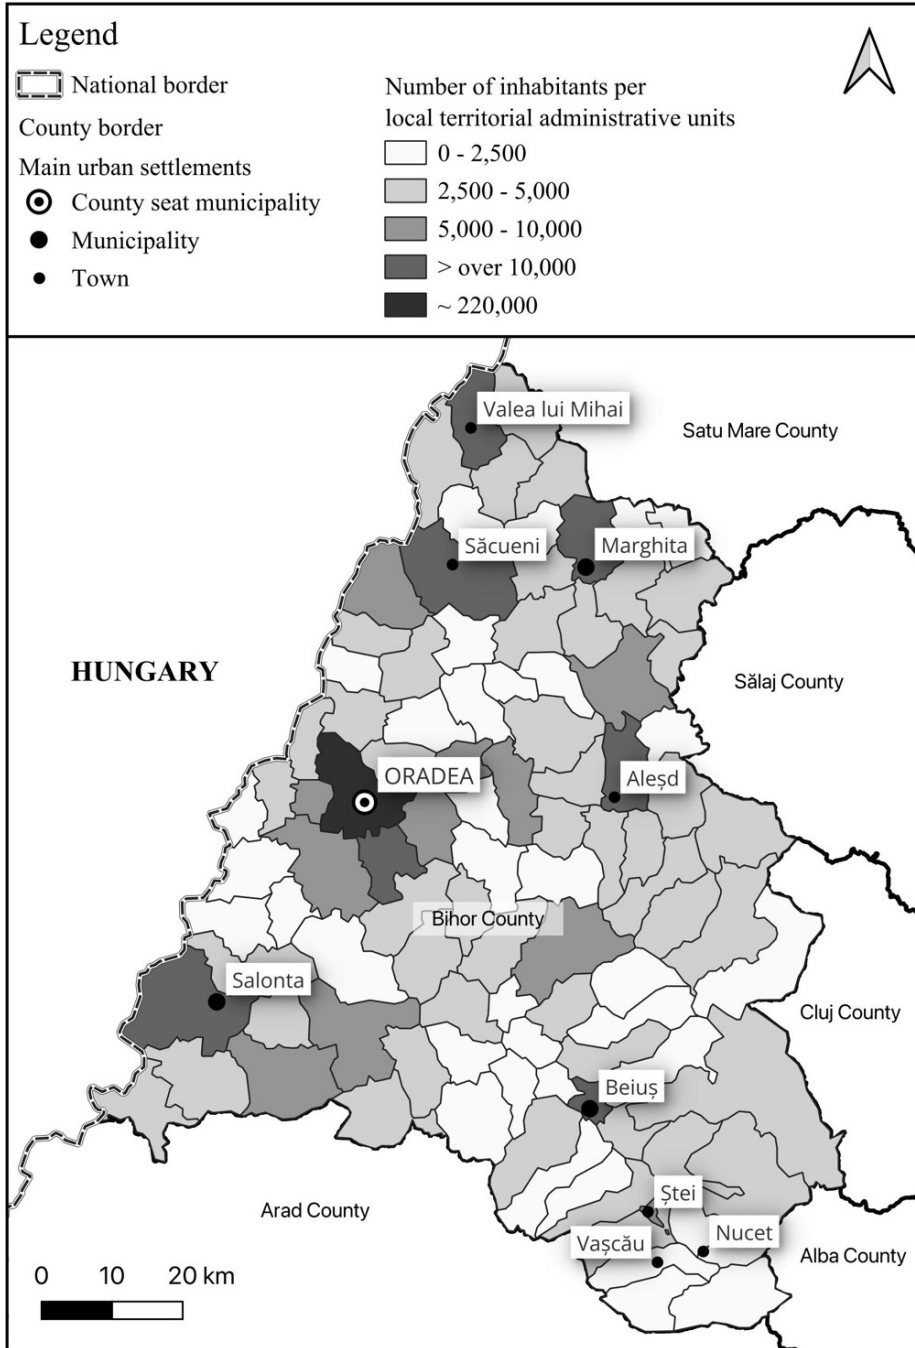 Legend
National border
County border
Main urban settlements
County seat municipality
Municipality
Town
Number of inhabitants per
local territorial administrative units
0 - 2,500
2,500 - 5,000
5,000 - 10,000
> over 10,000
~ 220,000
Valea lui Mihai
Satu Mare County
Săcueni
Marghita
HUNGARY
Sălaj County
ORADEA
Aleșd
Bihor County
Salonta
Cluj County
Beiuș
Ștei
Arad County
Nucet
Vașcău
Alba County
0 10 20 km